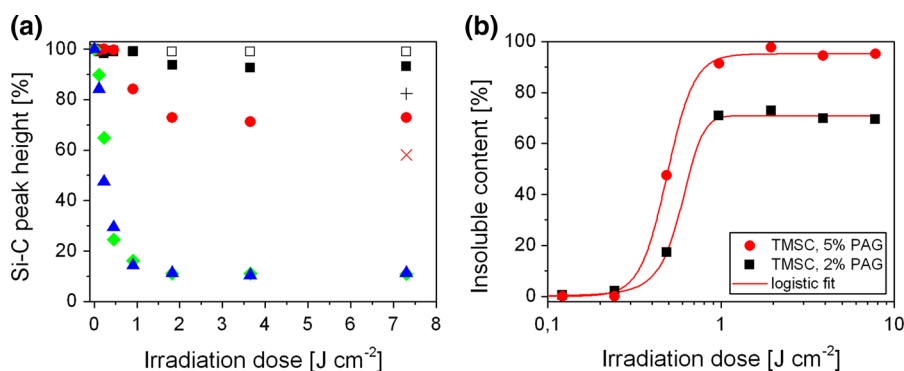 (a)
Si-C peak height [%]
100
80
60
40
20
0
0 1 2 3 4 5 6 7 8
Irradiation dose [J cm-2]
(b)
Insoluble content [%]
100
80
60
40
20
0
0,1 1 10
Irradiation dose [J cm-2]
TMSC, 5% PAG
TMSC, 2% PAG
logistic fit